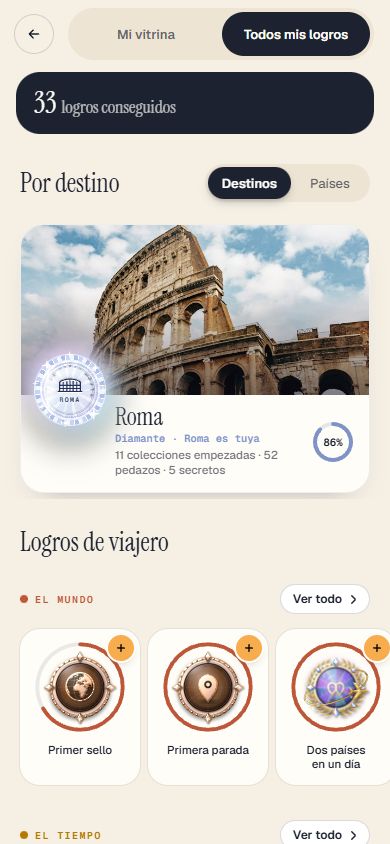 Mi vitrina
Todos mis logros
33 logros conseguidos
Por destino
Destinos
Países
ROMA
Roma
Diamante · Roma es tuya
11 colecciones empezadas · 52
pedazos · 5 secretos
86%
Logros de viajero
EL MUNDO
Ver todo
+
+
+
Primer sello
Primera parada
Dos países
en un día
EL TIEMPO
Ver todo